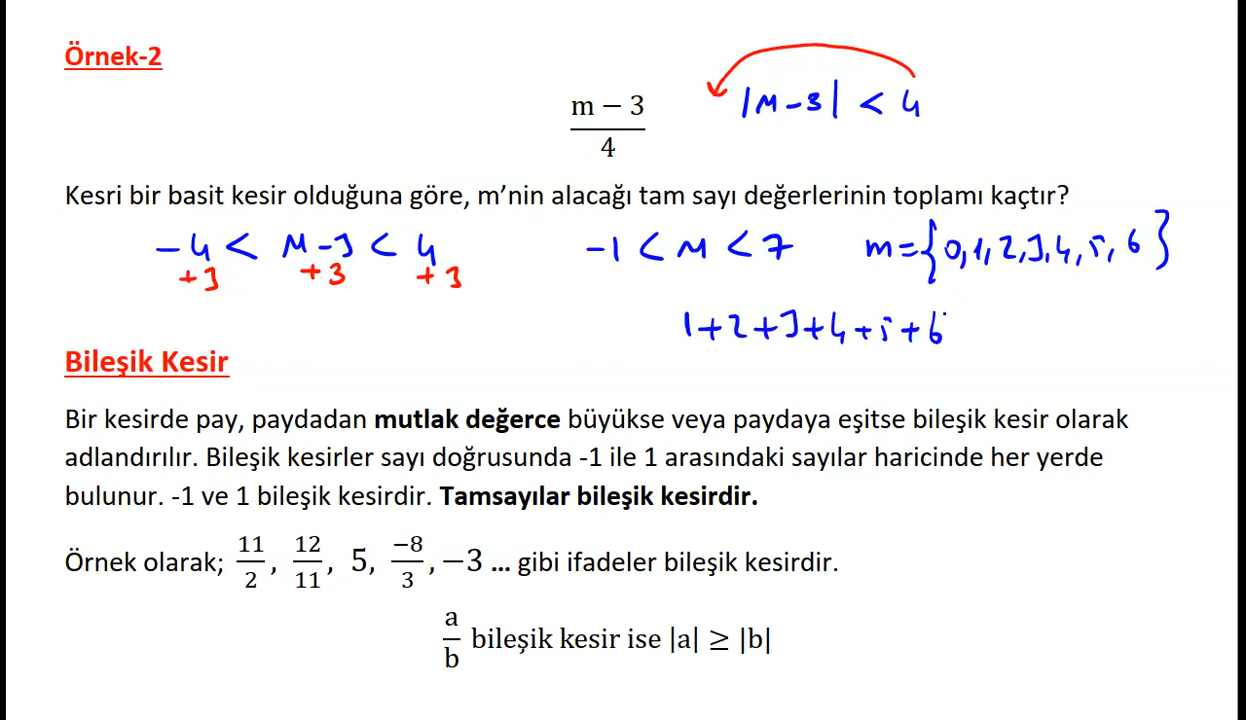 Örnek-2
m − 3
4
|M-3| < 4
Kesri bir basit kesir olduğuna göre, m’nin alacağı tam sayı değerlerinin toplamı kaçtır?
-4 < M-3 < 4
+3 +3 +3
-1 < M < 7
m={0,1,2,3,4,5,6}
1+2+3+4+5+6
Bileşik Kesir
Bir kesirde pay, paydadan mutlak değerce büyükse veya paydaya eşitse bileşik kesir olarak
adlandırılır. Bileşik kesirler sayı doğrusunda -1 ile 1 arasındaki sayılar haricinde her yerde
bulunur. -1 ve 1 bileşik kesirdir. Tamsayılar bileşik kesirdir.
Örnek olarak; 11/2, 12/11, 5, −8/3, −3 ... gibi ifadeler bileşik kesirdir.
a/b bileşik kesir ise |a| ≥ |b|